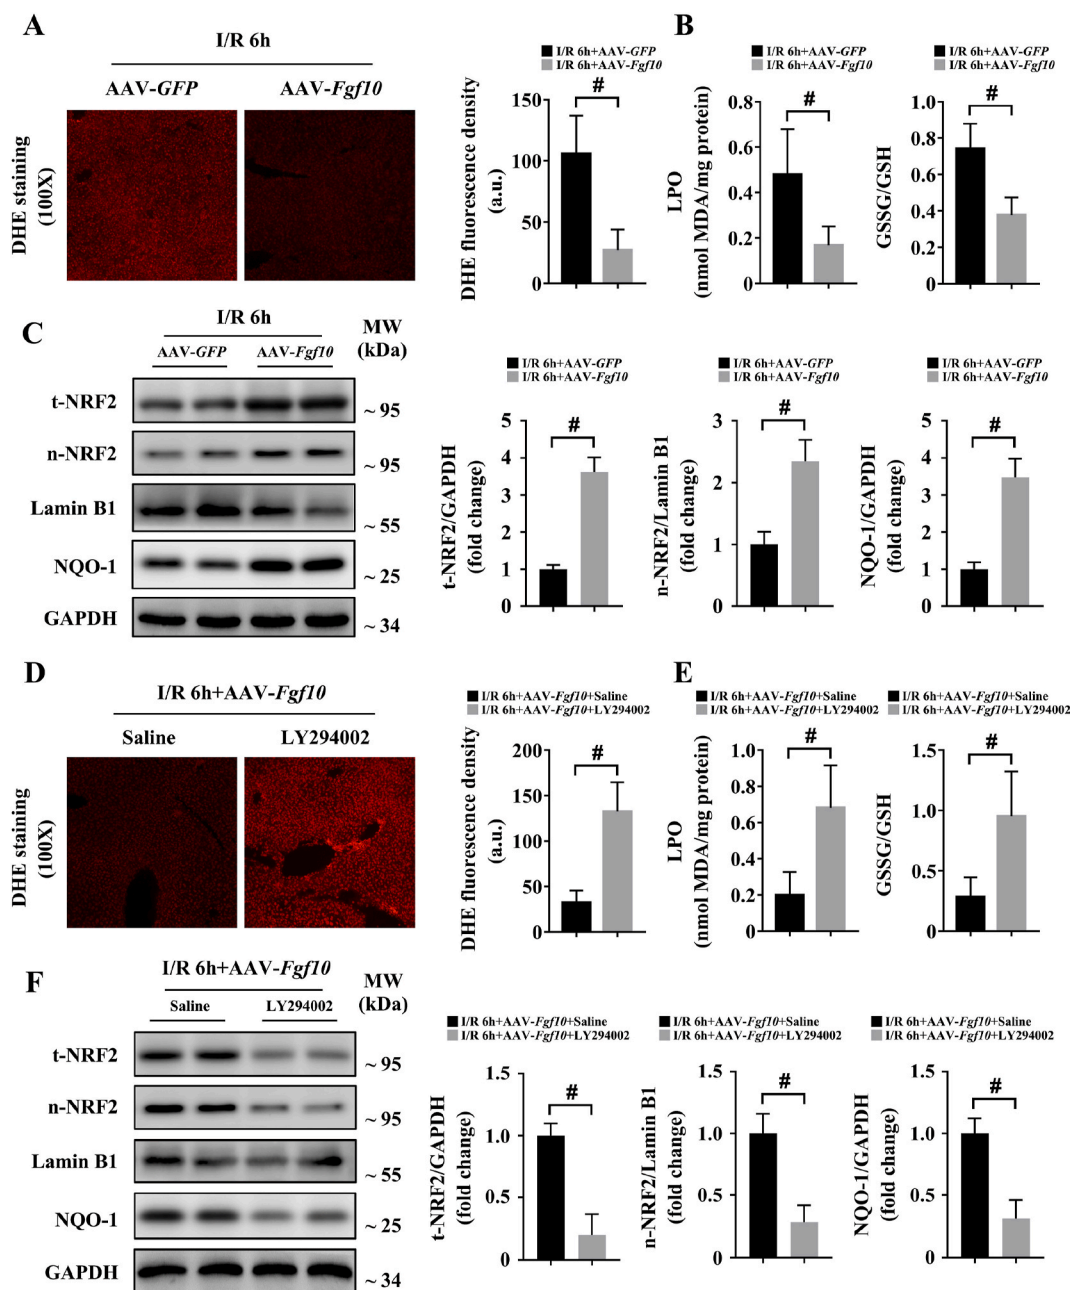 A
I/R 6h
AAV-GFP
AAV-Fgf10
DHE staining
(100X)
I/R 6h+AAV-GFP
I/R 6h+AAV-Fgf10
#
DHE fluorescence density
(a.u.)
150
100
50
0
B
I/R 6h+AAV-GFP
I/R 6h+AAV-Fgf10
#
LPO
(nmol MDA/mg protein)
0.8
0.6
0.4
0.2
0
I/R 6h+AAV-GFP
I/R 6h+AAV-Fgf10
#
GSSG/GSH
1.0
0.8
0.6
0.4
0.2
0
C
I/R 6h
AAV-GFP
AAV-Fgf10
MW
(kDa)
t-NRF2
~ 95
n-NRF2
~ 95
Lamin B1
~ 55
NQO-1
~ 25
GAPDH
~ 34
I/R 6h+AAV-GFP
I/R 6h+AAV-Fgf10
#
t-NRF2/GAPDH
(fold change)
5
4
3
2
1
0
I/R 6h+AAV-GFP
I/R 6h+AAV-Fgf10
#
n-NRF2/Lamin B1
(fold change)
3
2
1
0
I/R 6h+AAV-GFP
I/R 6h+AAV-Fgf10
#
NQO-1/GAPDH
(fold change)
5
4
3
2
1
0
D
I/R 6h+AAV-Fgf10
Saline
LY294002
DHE staining
(100X)
I/R 6h+AAV-Fgf10+Saline
I/R 6h+AAV-Fgf10+LY294002
#
DHE fluorescence density
(a.u.)
200
150
100
50
0
E
I/R 6h+AAV-Fgf10+Saline
I/R 6h+AAV-Fgf10+LY294002
#
LPO
(nmol MDA/mg protein)
1.0
0.8
0.6
0.4
0.2
0
I/R 6h+AAV-Fgf10+Saline
I/R 6h+AAV-Fgf10+LY294002
#
GSSG/GSH
1.5
1.0
0.5
0
F
I/R 6h+AAV-Fgf10
Saline
LY294002
MW
(kDa)
t-NRF2
~ 95
n-NRF2
~ 95
Lamin B1
~ 55
NQO-1
~ 25
GAPDH
~ 34
I/R 6h+AAV-Fgf10+Saline
I/R 6h+AAV-Fgf10+LY294002
#
t-NRF2/GAPDH
(fold change)
1.5
1.0
0.5
0
I/R 6h+AAV-Fgf10+Saline
I/R 6h+AAV-Fgf10+LY294002
#
n-NRF2/Lamin B1
(fold change)
1.5
1.0
0.5
0
I/R 6h+AAV-Fgf10+Saline
I/R 6h+AAV-Fgf10+LY294002
#
NQO-1/GAPDH
(fold change)
1.5
1.0
0.5
0